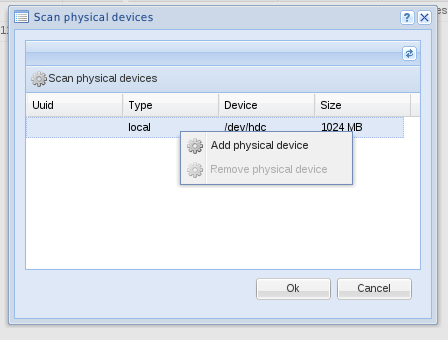 Scan physical devices
Scan physical devices
Uuid Type Device Size
local /dev/hdc 1024 MB
Add physical device
Remove physical device
Ok Cancel